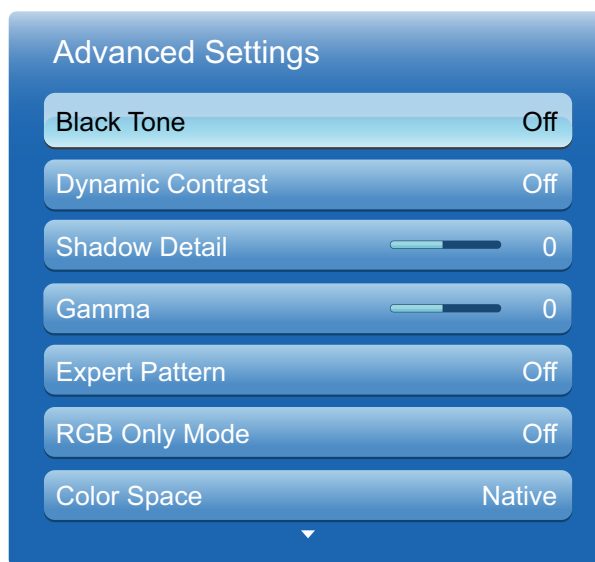 Advanced Settings
Black Tone Off
Dynamic Contrast Off
Shadow Detail 0
Gamma 0
Expert Pattern Off
RGB Only Mode Off
Color Space Native